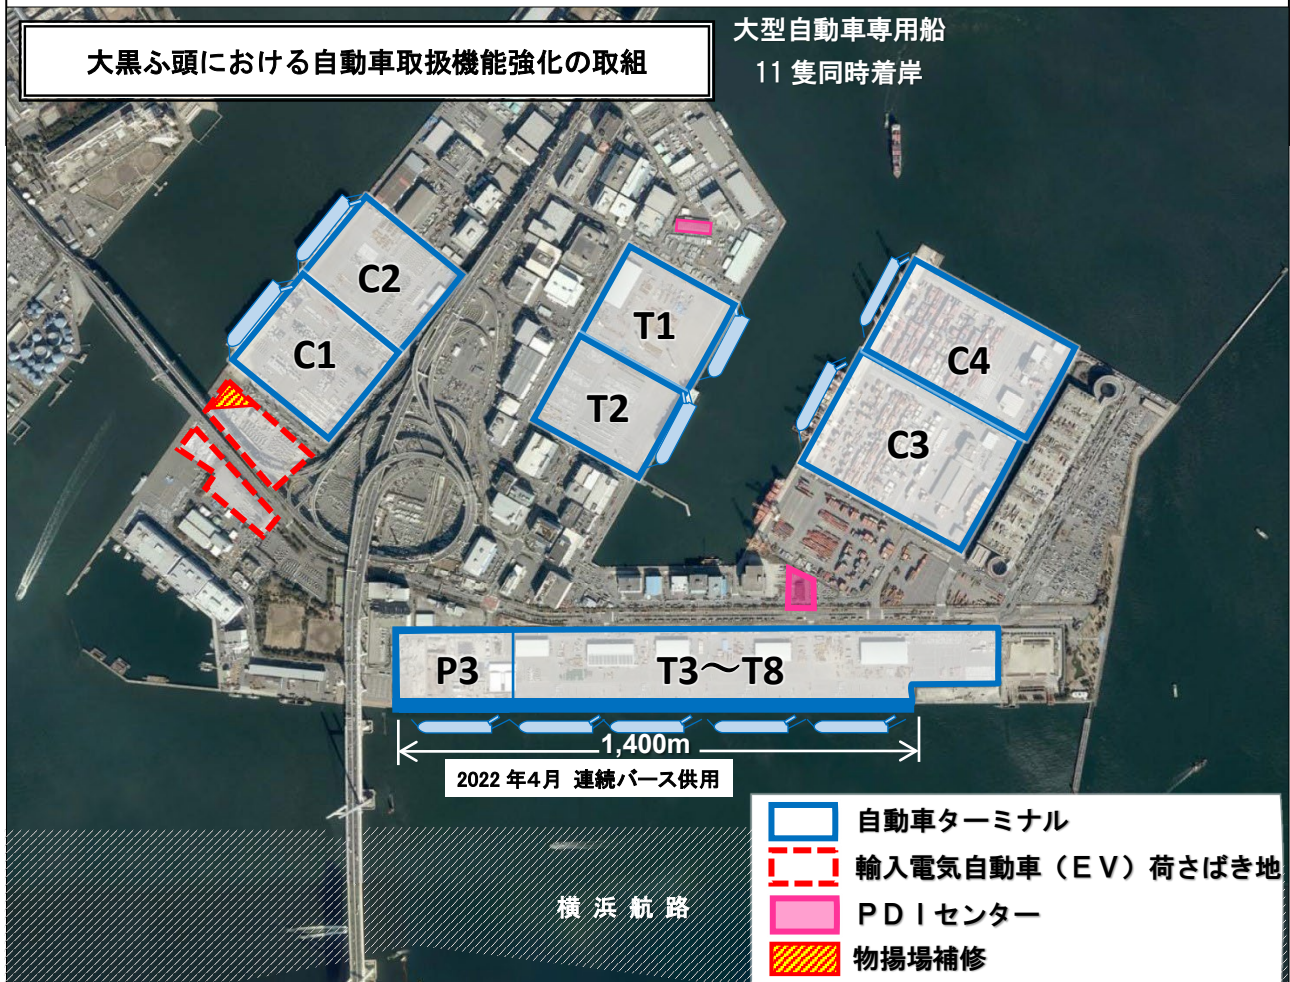 大黒ふ頭における自動車取扱機能強化の取組
大型自動車専用船
11 隻同時着岸
C2
C1
T1
T2
C4
C3
P3
T3～T8
1,400m
2022 年4月 連続バース供用
横浜航路
自動車ターミナル
輸入電気自動車（ＥＶ）荷さばき地
ＰＤＩセンター
物揚場補修